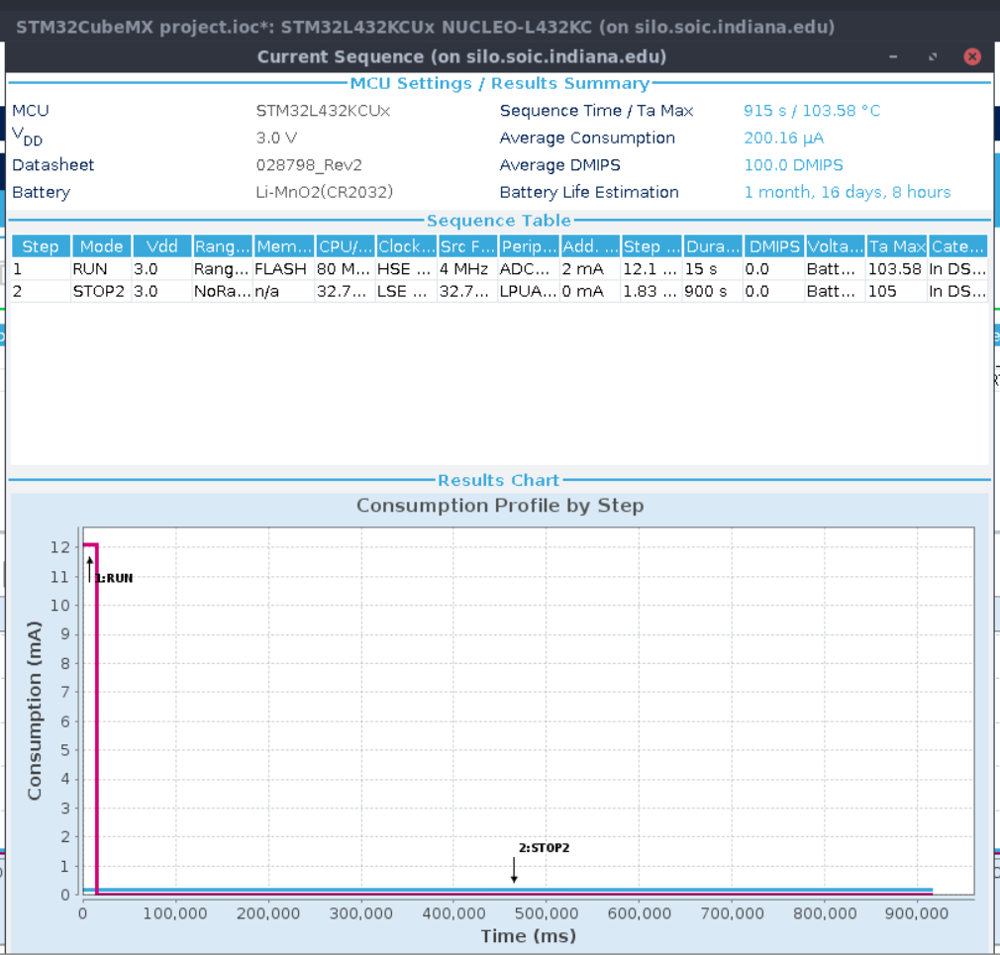 STM32CubeMX project.ioc*: STM32L432KCUx NUCLEO-L432KC (on silo.soic.indiana.edu)
Current Sequence (on silo.soic.indiana.edu)
MCU Settings / Results Summary
MCU STM32L432KCUx Sequence Time / Ta Max 915 s / 103.58 °C
VDD 3.0 V Average Consumption 200.16 µA
Datasheet 028798_Rev2 Average DMIPS 100.0 DMIPS
Battery Li-MnO2(CR2032) Battery Life Estimation 1 month, 16 days, 8 hours
Sequence Table
Step Mode Vdd Rang... Mem... CPU/... Clock... Src F... Perip... Add. ... Step ... Dura... DMIPS Volta... Ta Max Cate...
1 RUN 3.0 Rang... FLASH 80 M... HSE ... 4 MHz ADC... 2 mA 12.1 ... 15 s 0.0 Batt... 103.58 In DS...
2 STOP2 3.0 NoRa... n/a 32.7... LSE ... 32.7... LPUA... 0 mA 1.83 ... 900 s 0.0 Batt... 105 In DS...
Results Chart
Consumption Profile by Step
Consumption (mA)
12
11
1:RUN
10
9
8
7
6
5
4
3
2
2:STOP2
1
0
0 100,000 200,000 300,000 400,000 500,000 600,000 700,000 800,000 900,000
Time (ms)